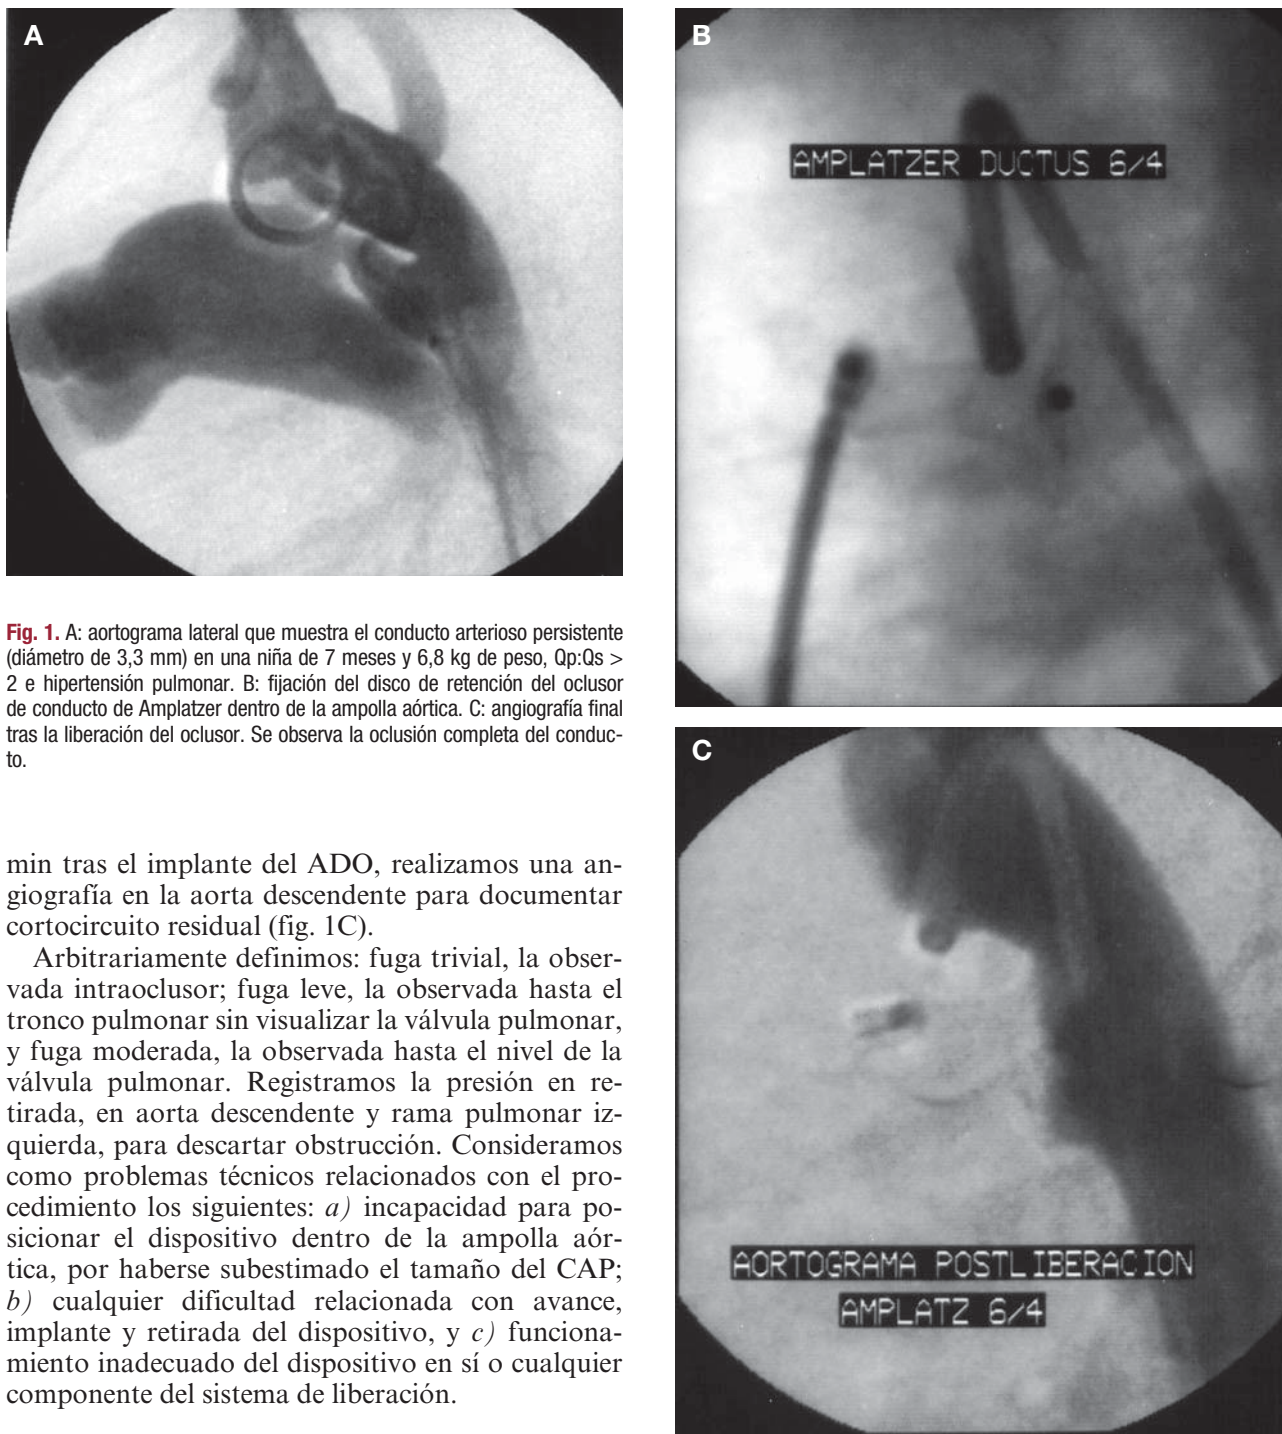 A
Fig. 1. A: aortograma lateral que muestra el conducto arterioso persistente
(diámetro de 3,3 mm) en una niña de 7 meses y 6,8 kg de peso, Qp:Qs >
2 e hipertensión pulmonar. B: fijación del disco de retención del oclusor
de conducto de Amplatzer dentro de la ampolla aórtica. C: angiografía final
tras la liberación del oclusor. Se observa la oclusión completa del conduc-
to.
min tras el implante del ADO, realizamos una an-
giografía en la aorta descendente para documentar
cortocircuito residual (fig. 1C).
Arbitrariamente definimos: fuga trivial, la obser-
vada intraoclusor; fuga leve, la observada hasta el
tronco pulmonar sin visualizar la válvula pulmonar,
y fuga moderada, la observada hasta el nivel de la
válvula pulmonar. Registramos la presión en re-
tirada, en aorta descendente y rama pulmonar iz-
quierda, para descartar obstrucción. Consideramos
como problemas técnicos relacionados con el pro-
cedimiento los siguientes: a) incapacidad para po-
sicionar el dispositivo dentro de la ampolla aór-
tica, por haberse subestimado el tamaño del CAP;
b) cualquier dificultad relacionada con avance,
implante y retirada del dispositivo, y c) funciona-
miento inadecuado del dispositivo en sí o cualquier
componente del sistema de liberación.
B
AMPLATZER DUCTUS 6/4
C
AORTOGRAMA POSTLIBERACION
AMPLATZ 6/4